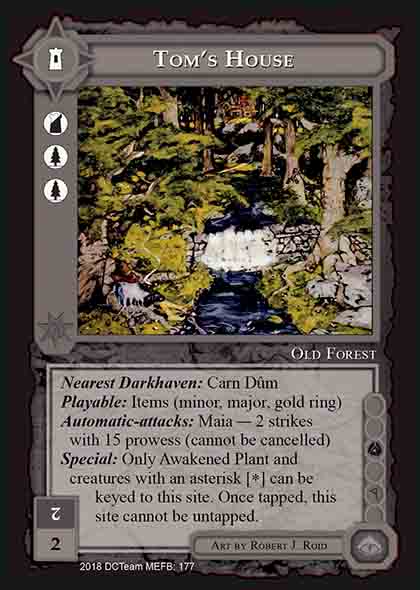 Tom's House
Old Forest
Nearest Darkhaven: Carn Dûm
Playable: Items (minor, major, gold ring)
Automatic-attacks: Maia — 2 strikes
with 15 prowess (cannot be cancelled)
Special: Only Awakened Plant and
creatures with an asterisk [*] can be
keyed to this site. Once tapped, this
site cannot be untapped.
2
2
Art by Robert J. Roid
2018 DCTeam MEFB: 177